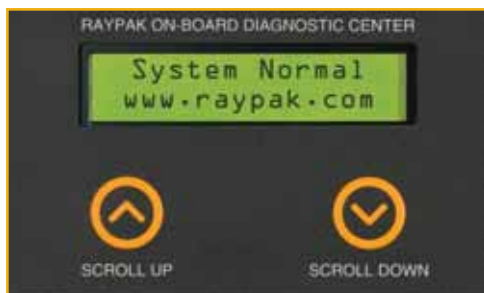 RAYPAK ON-BOARD DIAGNOSTIC CENTER
System Normal
www.raypak.com
SCROLL UP
SCROLL DOWN